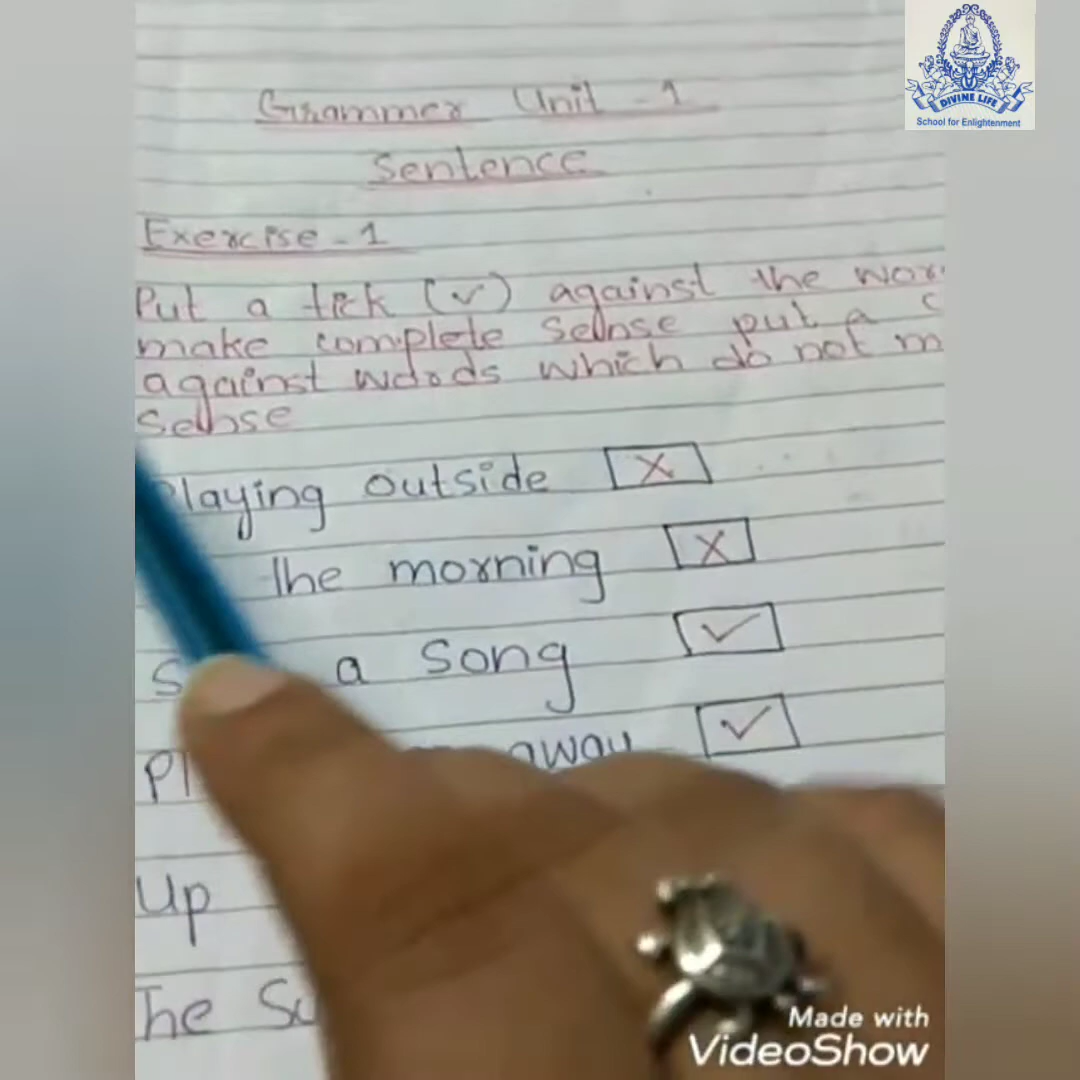 DIVINE LIFE
School for Enlightenment
Grammer Unit - 1
Sentence
Exercise - 1
Put a tick (✓) against the
make complete sense put a
against words which do not
sense
Playing outside X
the morning X
a song ✓
away ✓
Up
The
Made with
VideoShow